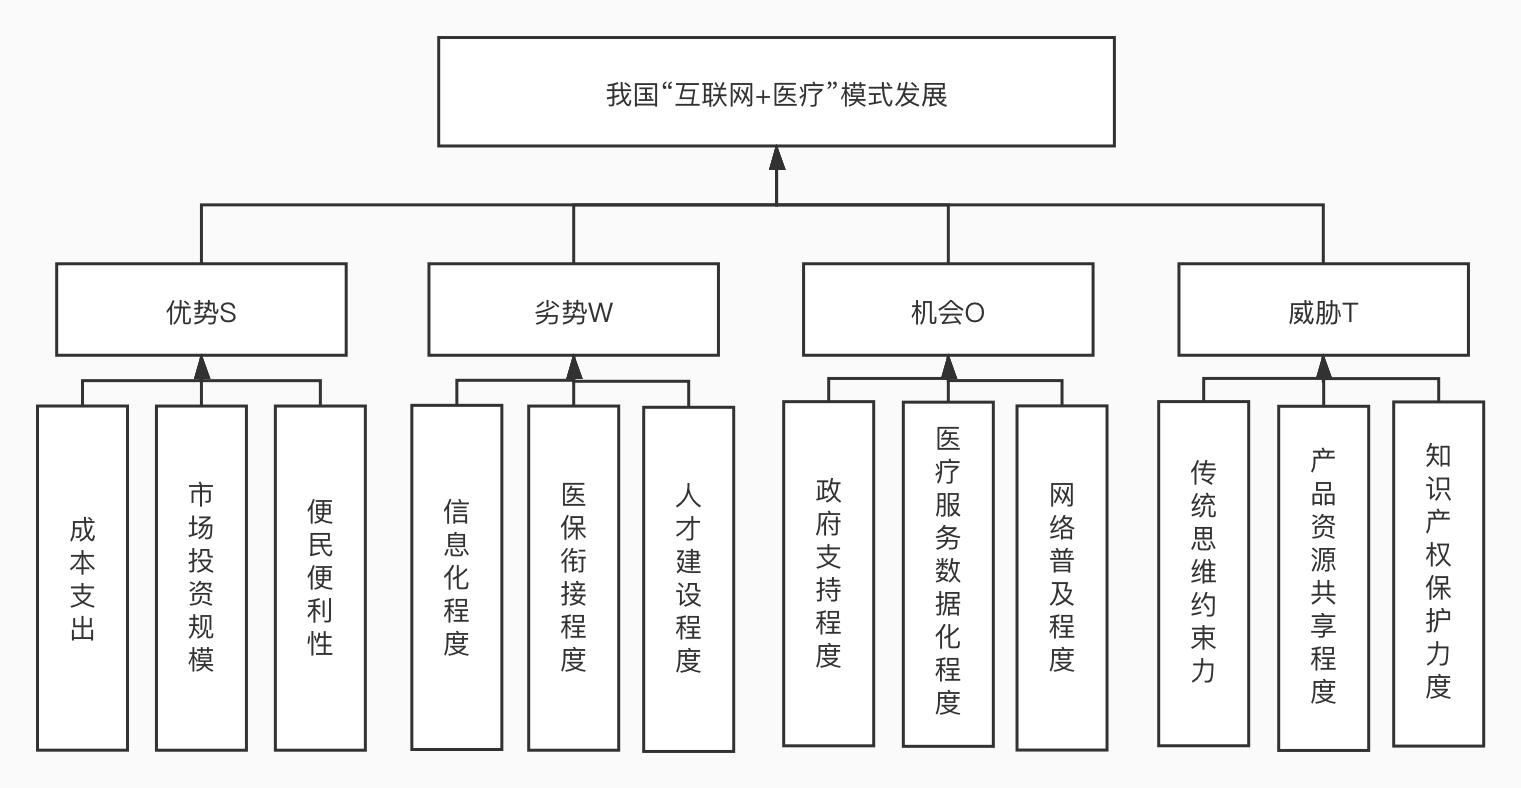 我国“互联网+医疗”模式发展
优势S
劣势W
机会O
威胁T
成本支出
市场投资规模
便民便利性
信息化程度
医保衔接程度
人才建设程度
政府支持程度
医疗服务数据化程度
网络普及程度
传统思维约束力
产品资源共享程度
知识产权保护力度